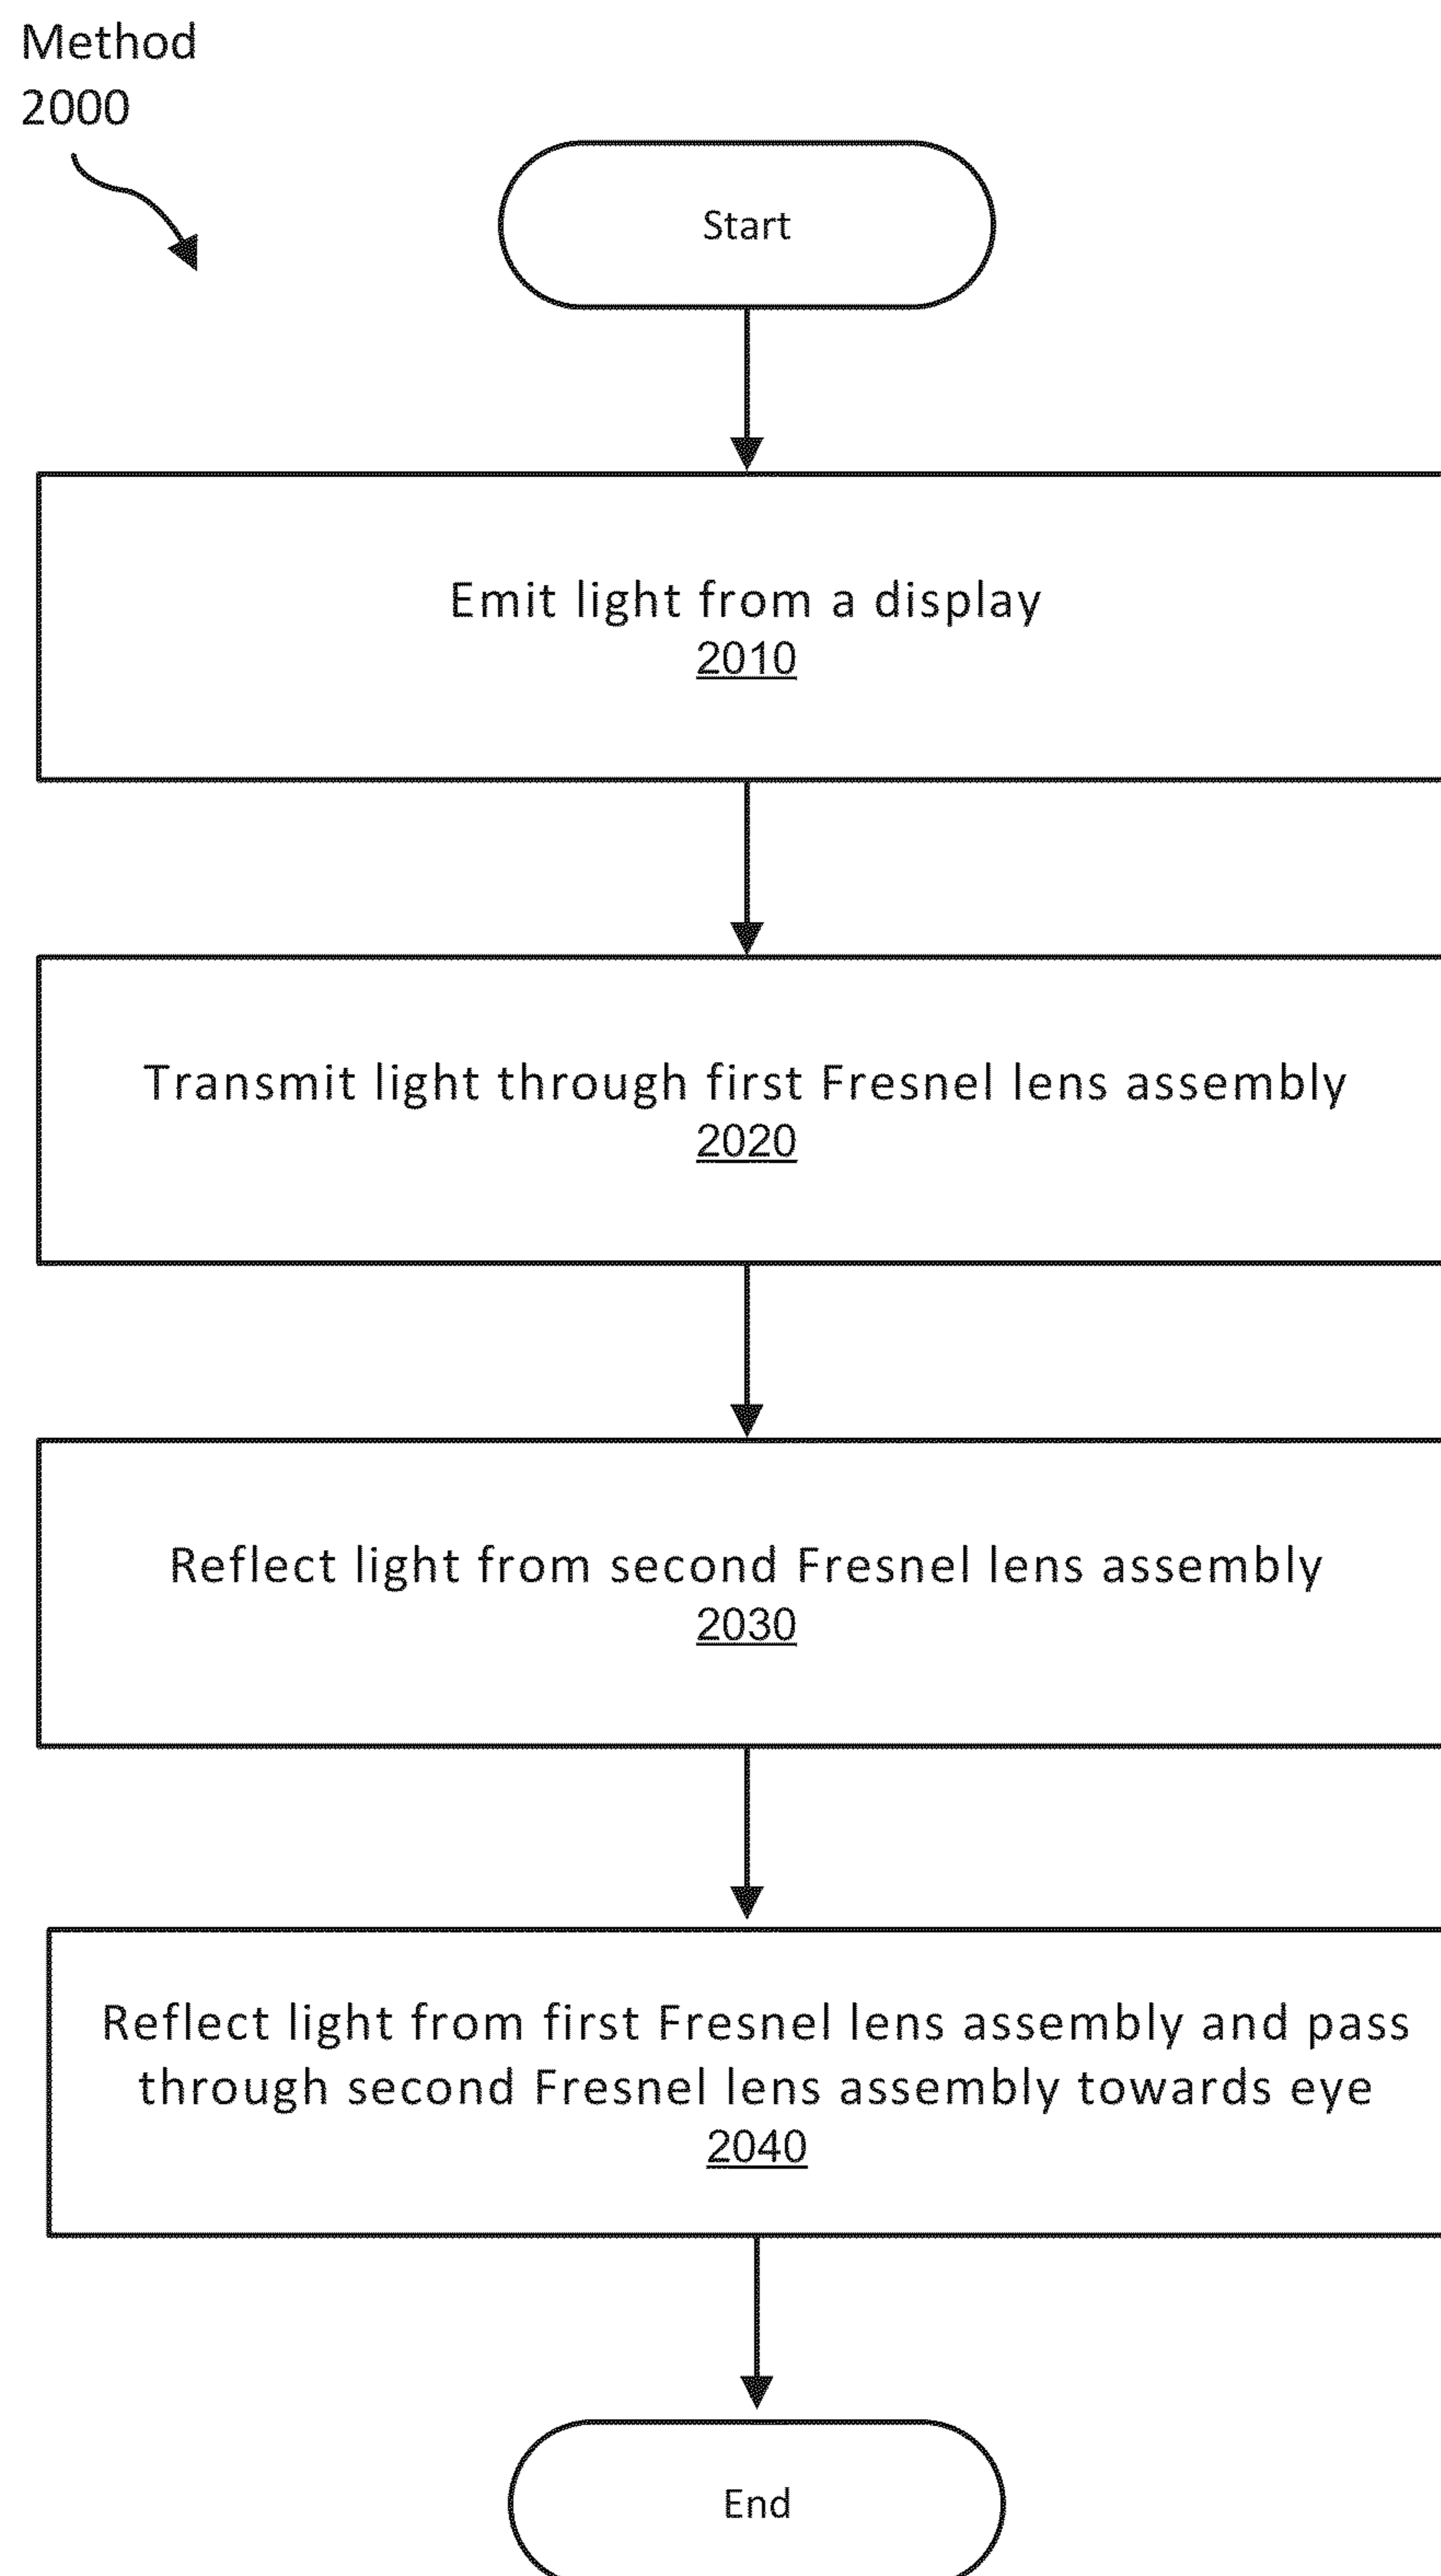 Method
2000
Start
Emit light from a display
2010
Transmit light through first Fresnel lens assembly
2020
Reflect light from second Fresnel lens assembly
2030
Reflect light from first Fresnel lens assembly and pass
through second Fresnel lens assembly towards eye
2040
End